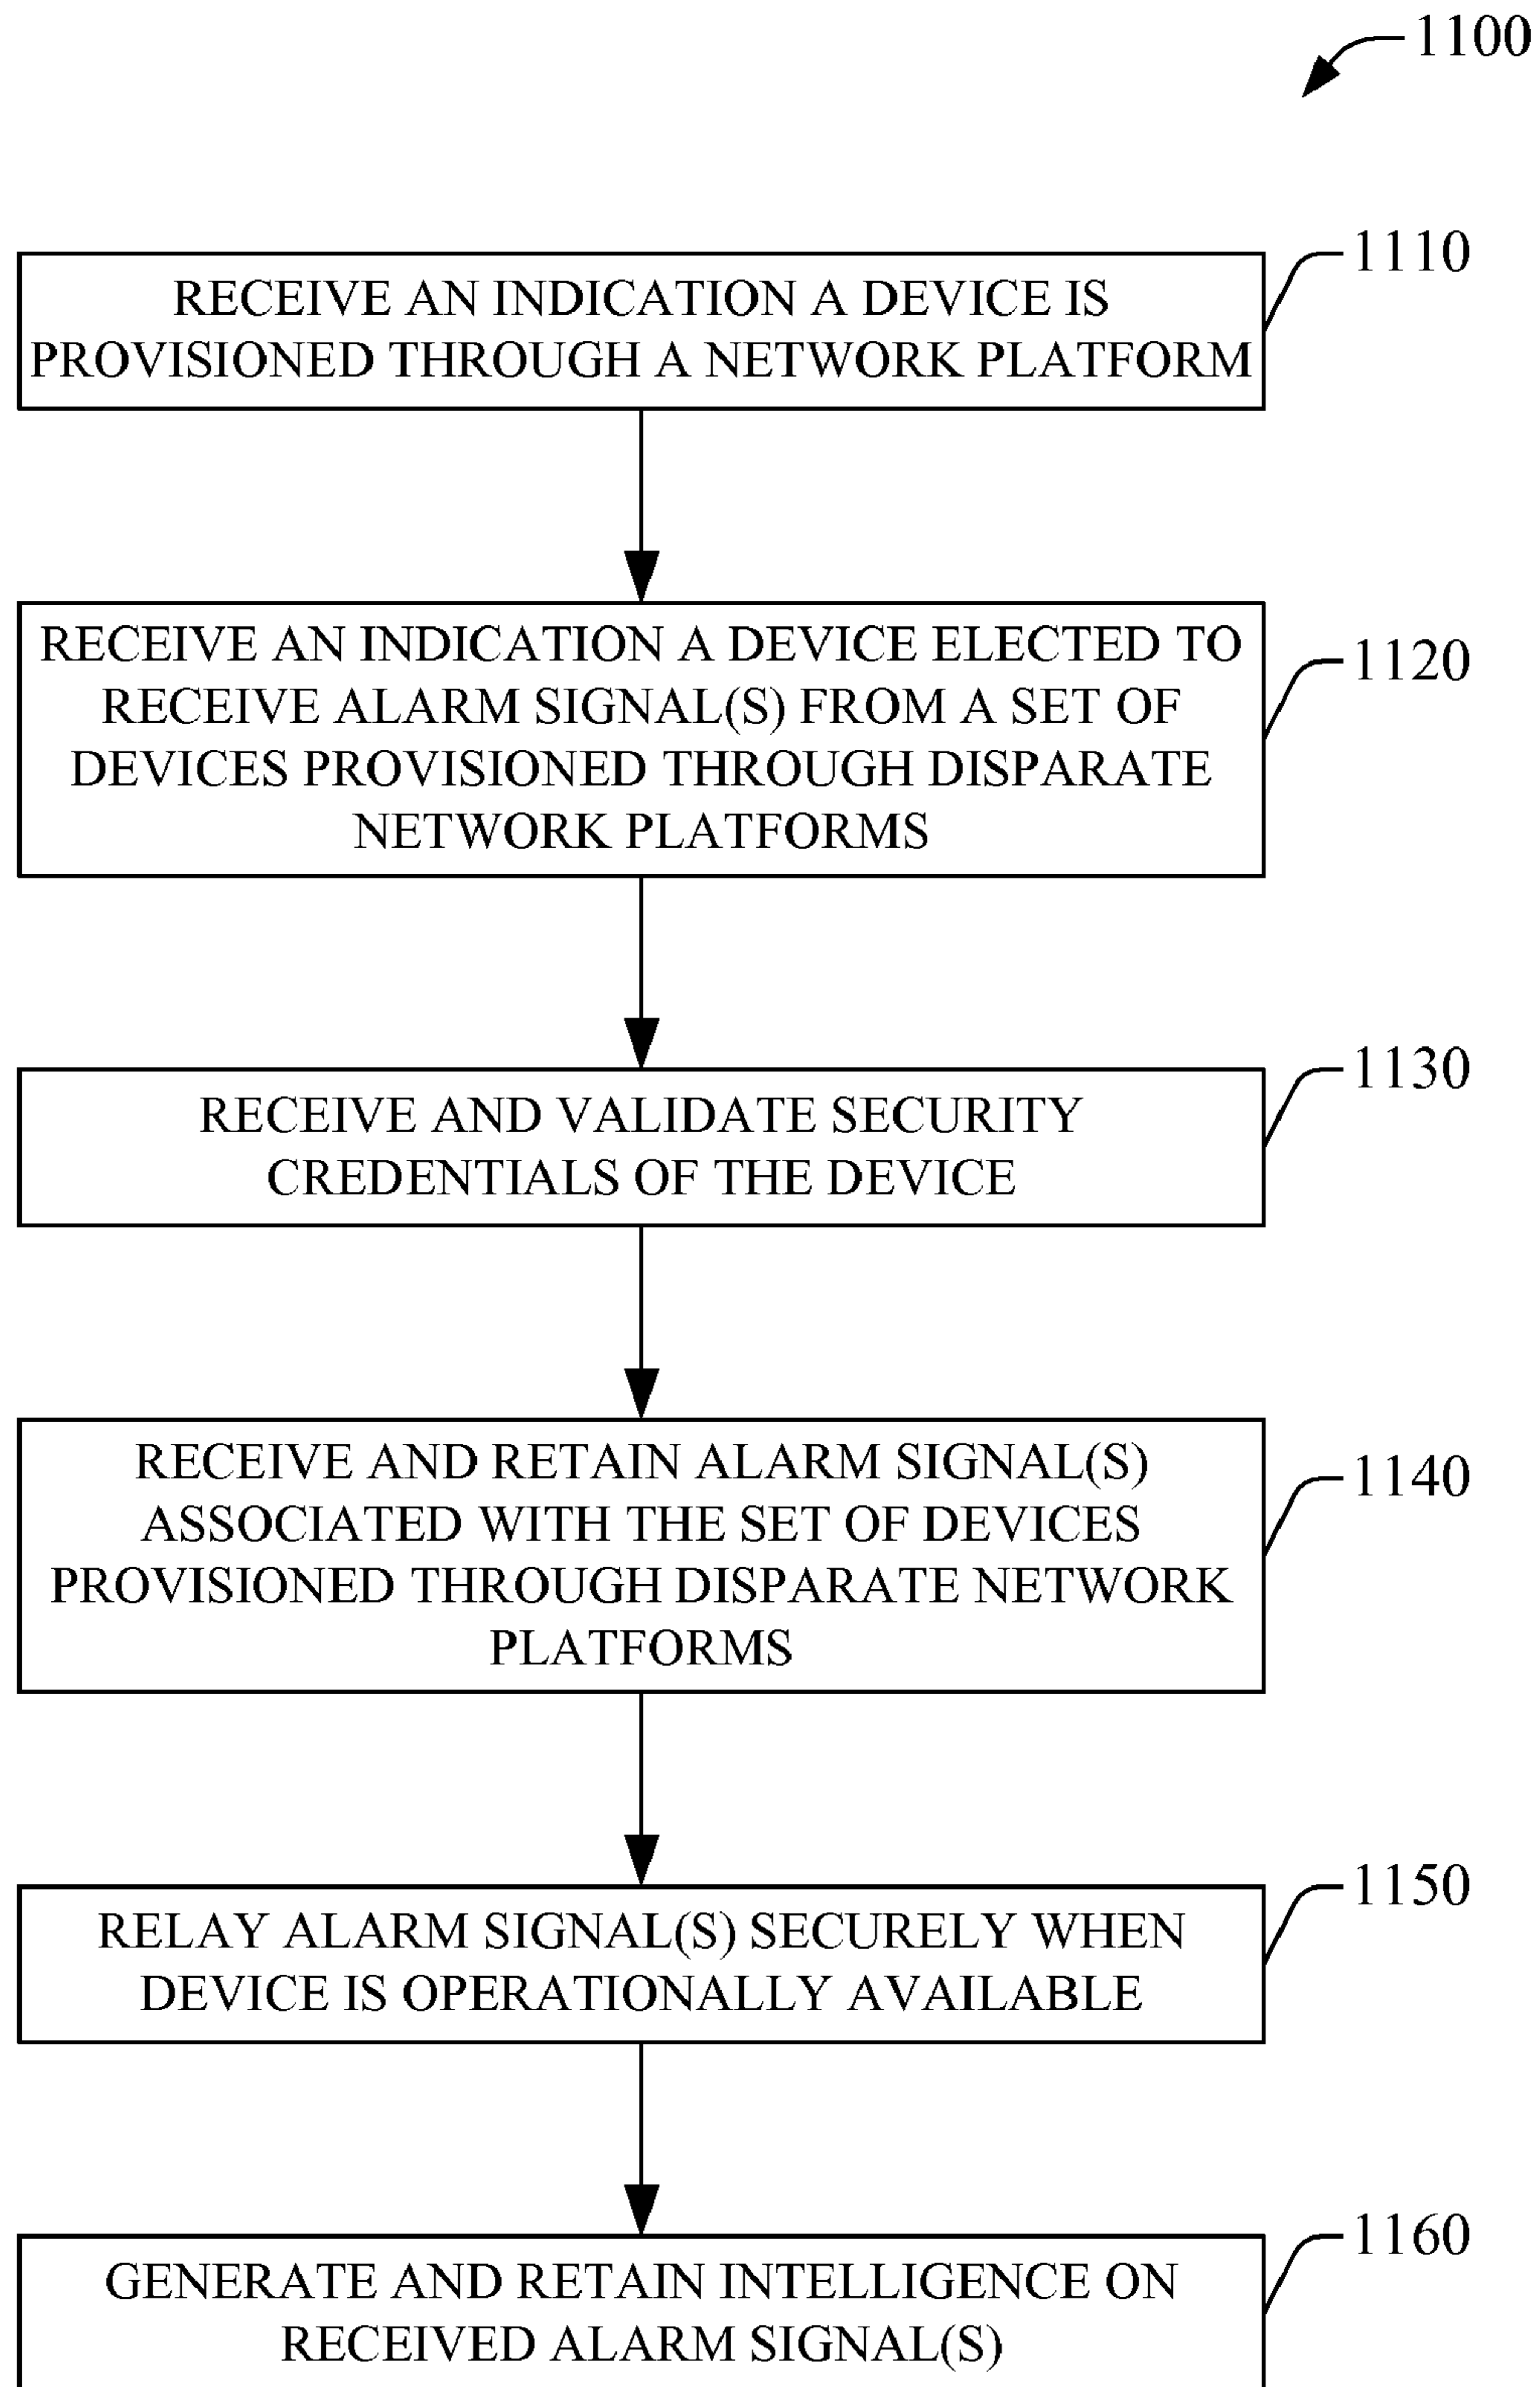 1100
1110
RECEIVE AN INDICATION A DEVICE IS
PROVISIONED THROUGH A NETWORK PLATFORM
RECEIVE AN INDICATION A DEVICE ELECTED TO
RECEIVE ALARM SIGNAL(S) FROM A SET OF
DEVICES PROVISIONED THROUGH DISPARATE
NETWORK PLATFORMS
1120
RECEIVE AND VALIDATE SECURITY
CREDENTIALS OF THE DEVICE
1130
RECEIVE AND RETAIN ALARM SIGNAL(S)
ASSOCIATED WITH THE SET OF DEVICES
PROVISIONED THROUGH DISPARATE NETWORK
PLATFORMS
1140
RELAY ALARM SIGNAL(S) SECURELY WHEN
DEVICE IS OPERATIONALLY AVAILABLE
1150
GENERATE AND RETAIN INTELLIGENCE ON
RECEIVED ALARM SIGNAL(S)
1160